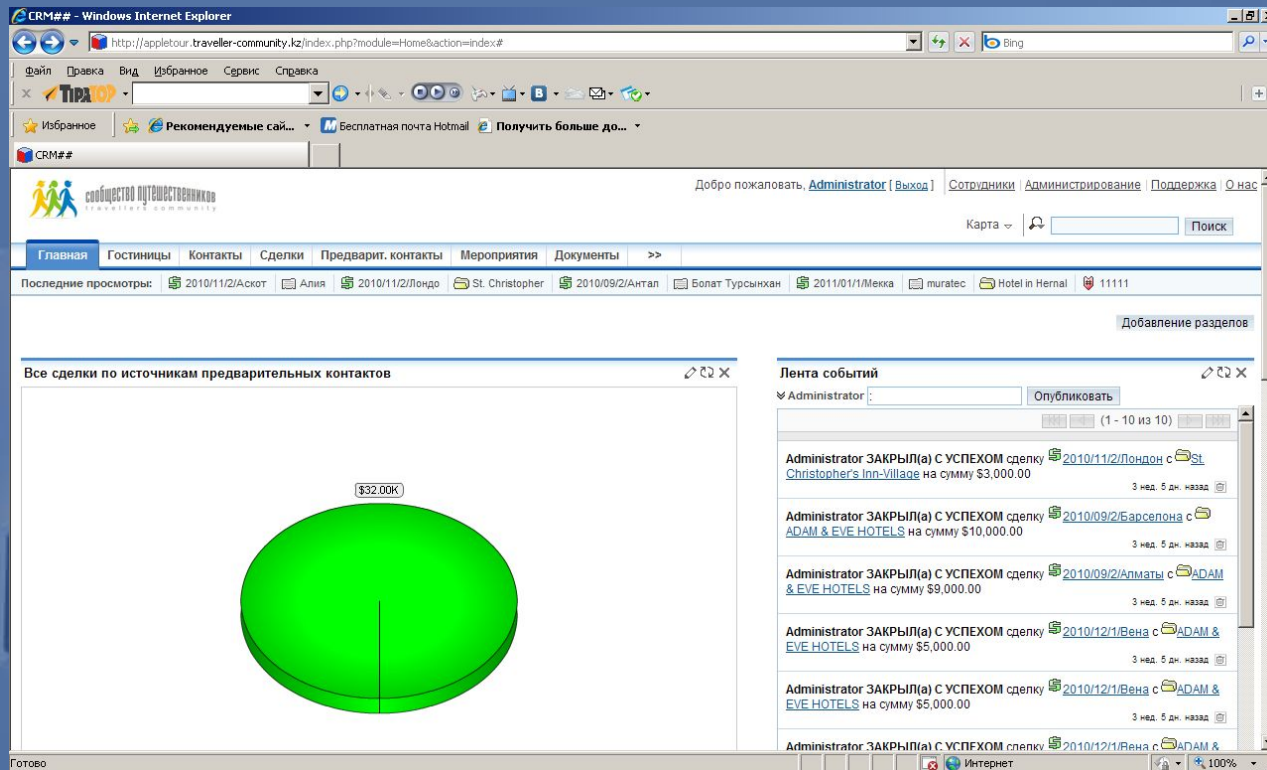 CRM## - Windows Internet Explorer
http://appletour.traveller-community.kz/index.php?module=Home&action=index#
Bing
Файл Правка Вид Избранное Сервис Справка
TIPTOP
Избранное Рекомендуемые сай... Бесплатная почта Hotmail Получить больше до...
CRM##
сообщество путешественников
travellers community
Добро пожаловать, Administrator [ Выход ] Сотрудники Администрирование Поддержка О нас
Карта Поиск
Главная Гостиницы Контакты Сделки Предварит. контакты Мероприятия Документы >>
Последние просмотры: 2010/11/2/Аскот Алия 2010/11/2/Лондо St. Christopher 2010/09/2/Антал Болат Турсынхан 2011/01/1/Мекка muratec Hotel in Hernal 11111
Добавление разделов
Все сделки по источникам предварительных контактов
$32.00K
Лента событий
Administrator : Опубликовать
(1 - 10 из 10)
Administrator ЗАКРЫЛ(а) С УСПЕХОМ сделку 2010/11/2/Лондон с St.
Christopher's Inn-Village на сумму $3,000.00
3 нед. 5 дн. назад
Administrator ЗАКРЫЛ(а) С УСПЕХОМ сделку 2010/09/2/Барселона с
ADAM & EVE HOTELS на сумму $10,000.00
3 нед. 5 дн. назад
Administrator ЗАКРЫЛ(а) С УСПЕХОМ сделку 2010/09/2/Алматы с ADAM
& EVE HOTELS на сумму $9,000.00
3 нед. 5 дн. назад
Administrator ЗАКРЫЛ(а) С УСПЕХОМ сделку 2010/12/1/Вена с ADAM &
EVE HOTELS на сумму $5,000.00
3 нед. 5 дн. назад
Administrator ЗАКРЫЛ(а) С УСПЕХОМ сделку 2010/12/1/Вена с ADAM &
EVE HOTELS на сумму $5,000.00
3 нед. 5 дн. назад
Administrator ЗАКРЫЛ(а) С УСПЕХОМ сделку 2010/12/1/Вена с ADAM &
Готово Интернет 100%